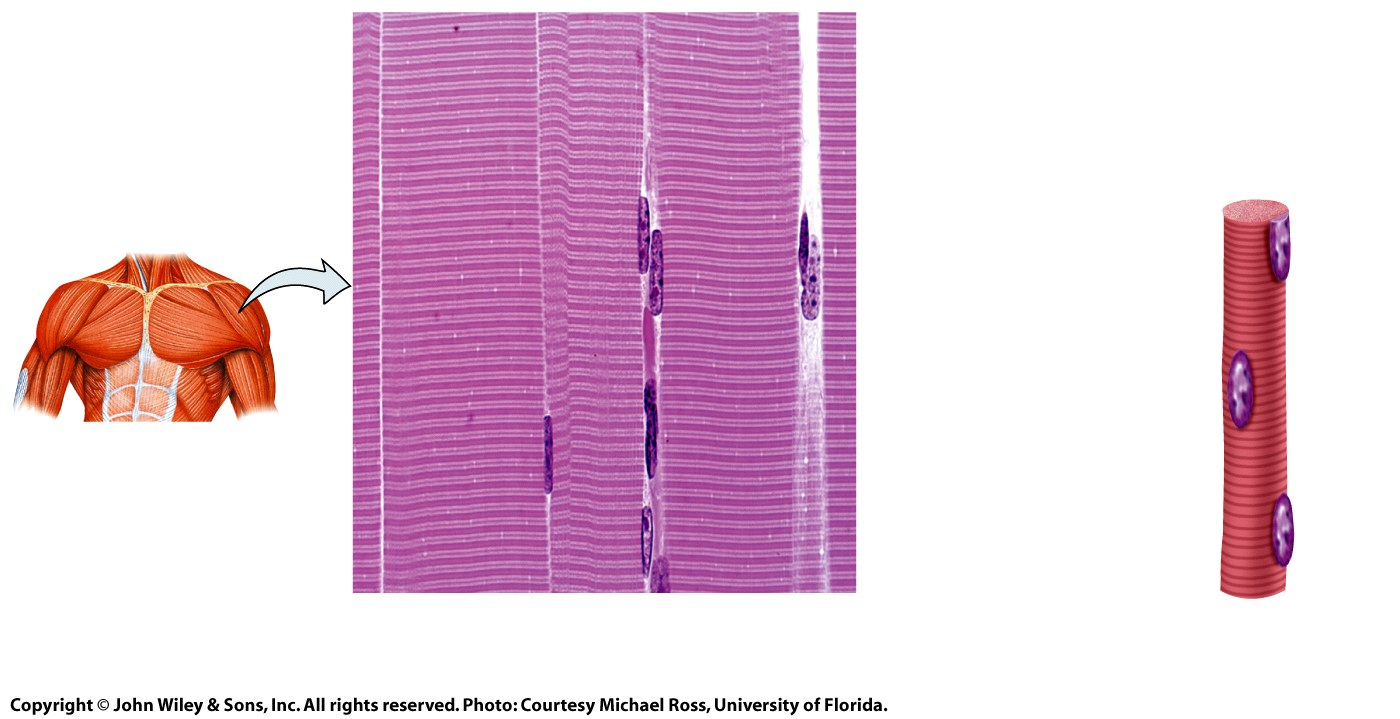 Copyright © John Wiley & Sons, Inc. All rights reserved. Photo: Courtesy Michael Ross, University of Florida.